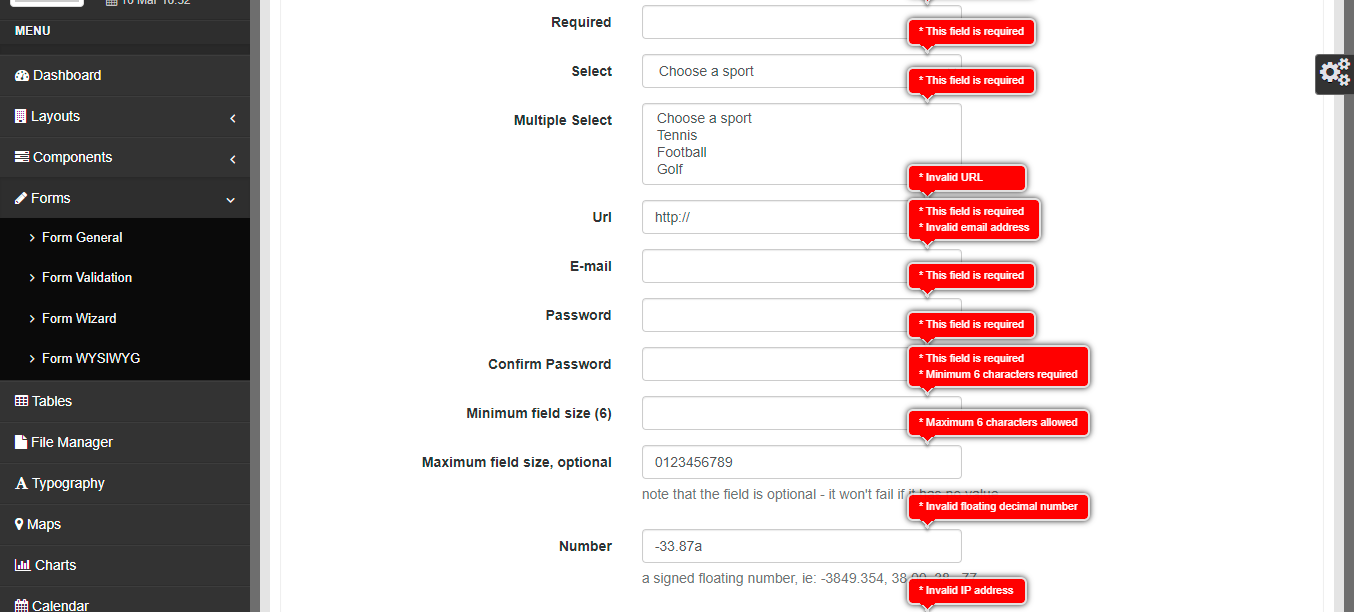 16 Mar 16:52
MENU
Dashboard
Layouts
Components
Forms
Form General
Form Validation
Form Wizard
Form WYSIWYG
Tables
File Manager
Typography
Maps
Charts
Calendar
Required
* This field is required
Select
Choose a sport
* This field is required
Multiple Select
Choose a sport
Tennis
Football
Golf
* Invalid URL
Url
http://
* This field is required
* Invalid email address
E-mail
* This field is required
Password
* This field is required
Confirm Password
* This field is required
* Minimum 6 characters required
Minimum field size (6)
* Maximum 6 characters allowed
Maximum field size, optional
0123456789
note that the field is optional - it won't fail if it has no value
* Invalid floating decimal number
Number
-33.87a
a signed floating number, ie: -3849.354, 38.00, 38, .77
* Invalid IP address